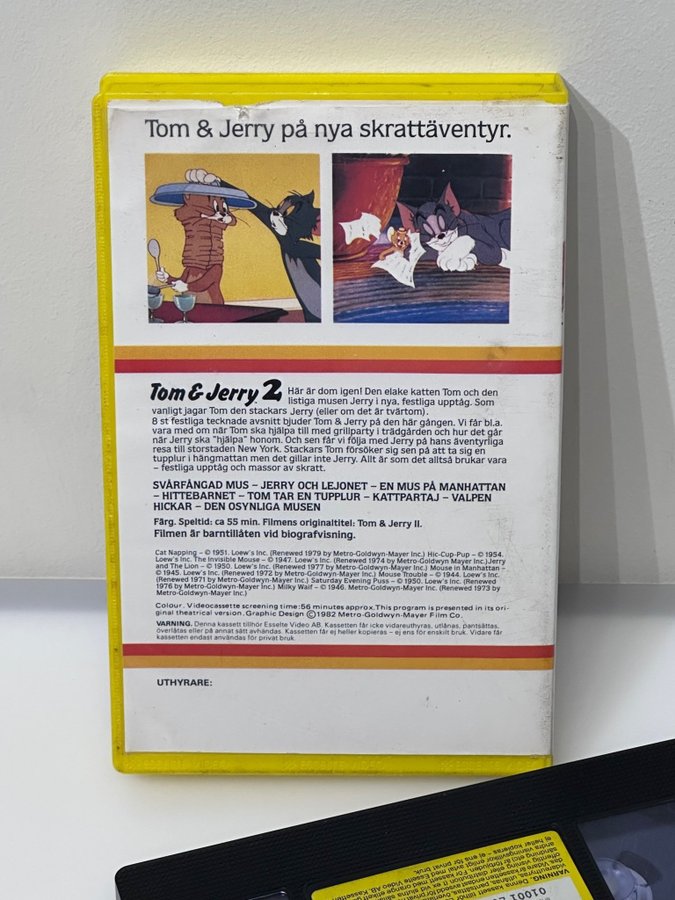 Tom & Jerry på nya skrattäventyr.
Tom & Jerry 2 Här är dom igen! Den elake katten Tom och den
listiga musen Jerry i nya, festliga upptåg. Som
vanligt jagar Tom den stackars Jerry (eller om det är tvärtom).
8 st festliga tecknade avsnitt bjuder Tom & Jerry på den här gången. Vi får bl.a.
vara med om när Tom ska hjälpa till med grillparty i trädgården och hur det går
när Jerry ska "hjälpa" honom. Och sen får vi följa med Jerry på hans äventyrliga
resa till storstaden New York. Stackars Tom försöker sig sen på att ta sig en
tupplur i hängmattan men det gillar inte Jerry. Allt är som det alltså brukar vara
– festliga upptåg och massor av skratt.
SVÅRFÅNGAD MUS – JERRY OCH LEJONET – EN MUS PÅ MANHATTAN
– HITTEBARNET – TOM TAR EN TUPPLUR – KATTPARTAJ – VALPEN
HICKAR – DEN OSYNLIGA MUSEN
Färg. Speltid: ca 55 min. Filmens originaltitel: Tom & Jerry II.
Filmen är barntillåten vid biografvisning.
Cat Napping – © 1951. Loew's Inc. (Renewed 1979 by Metro-Goldwyn-Mayer Inc.) Hic-Cup-Pup – © 1954.
Loew's Inc. The Invisible Mouse – © 1947. Loew's Inc. (Renewed 1974 by Metro-Goldwyn-Mayer Inc.) Jerry
and The Lion – © 1950. Loew's Inc. (Renewed 1977 by Metro-Goldwyn-Mayer Inc.) Mouse in Manhattan –
© 1945. Loew's Inc. (Renewed 1972 by Metro-Goldwyn-Mayer Inc.) Mouse Trouble – © 1944. Loew's Inc.
(Renewed 1971 by Metro-Goldwyn-Mayer Inc.) Saturday Evening Puss – © 1950. Loew's Inc. (Renewed
1976 by Metro-Goldwyn-Mayer Inc.) Milky Waif – © 1946. Metro-Goldwyn-Mayer Inc. (Renewed 1973 by
Metro-Goldwyn-Mayer Inc.)
Colour. Videocassette screening time: 56 minutes approx. This program is presented in its ori-
ginal theatrical version. Graphic Design © 1982 Metro-Goldwyn-Mayer Film Co.
VARNING. Denna kassett tillhör Esselte Video AB. Kassetten får icke vidareuthyras, utlånas, pantsättas,
överlåtas eller på annat sätt avhändas. Kassetten får ej heller kopieras – ej ens för enskilt bruk. Vidare får
kassetten endast användas för privat bruk.
UTHYRARE:
VARNING.
01001